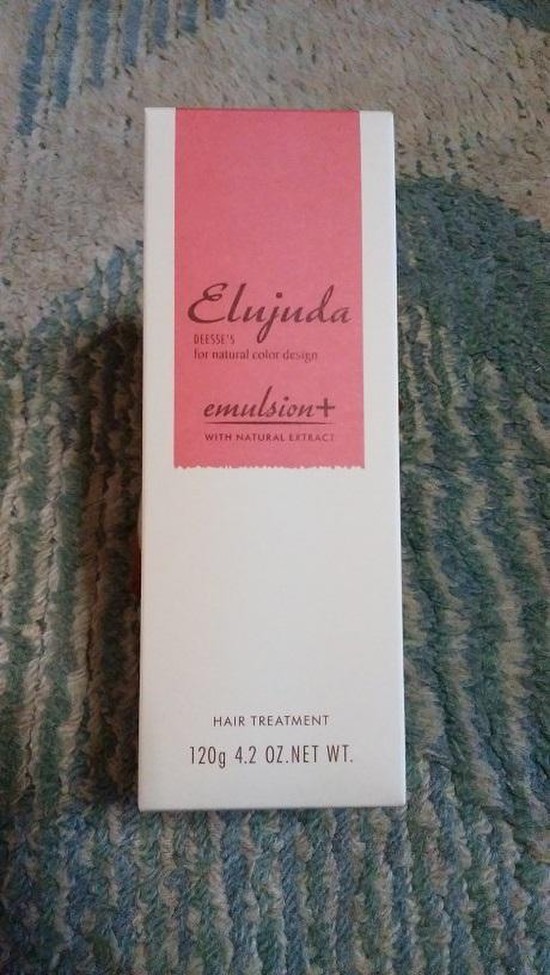 Elujuda
DEESSE'S
for natural color design
emulsion+
WITH NATURAL EXTRACT
HAIR TREATMENT
120g 4.2 OZ.NET WT.